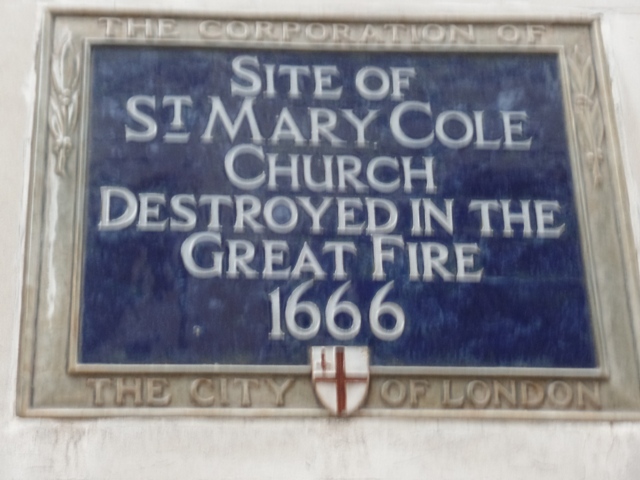 THE CORPORATION OF
SITE OF
ST MARY COLE
CHURCH
DESTROYED IN THE
GREAT FIRE
1666
THE CITY OF LONDON